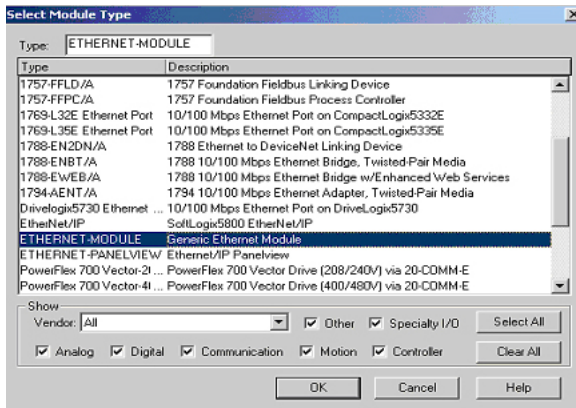 Select Module Type
Type: ETHERNET-MODULE
Type Description
1757-FFLD/A 1757 Foundation Fieldbus Linking Device
1757-FFPC/A 1757 Foundation Fieldbus Process Controller
1769-L32E Ethernet Port 10/100 Mbps Ethernet Port on CompactLogix5332E
1769-L35E Ethernet Port 10/100 Mbps Ethernet Port on CompactLogix5335E
1788-EN2DN/A 1788 Ethernet to DeviceNet Linking Device
1788-ENBT/A 1788 10/100 Mbps Ethernet Bridge, Twisted-Pair Media
1788-EWEB/A 1788 10/100 Mbps Ethernet Bridge w/Enhanced Web Services
1794-AENT/A 1794 10/100 Mbps Ethernet Adapter, Twisted-Pair Media
Drivelogix5730 Ethernet ... 10/100 Mbps Ethernet Port on DriveLogix5730
EtherNet/IP SoftLogix5800 EtherNet/IP
ETHERNET-MODULE Generic Ethernet Module
ETHERNET-PANELVIEW Ethernet/IP Panelview
PowerFlex 700 Vector-2( ... PowerFlex 700 Vector Drive (208/240V) via 20-COMM-E
PowerFlex 700 Vector-4( ... PowerFlex 700 Vector Drive (400/480V) via 20-COMM-E
Show
Vendor: All Other Specialty I/O Select All
Analog Digital Communication Motion Controller Clear All
OK Cancel Help